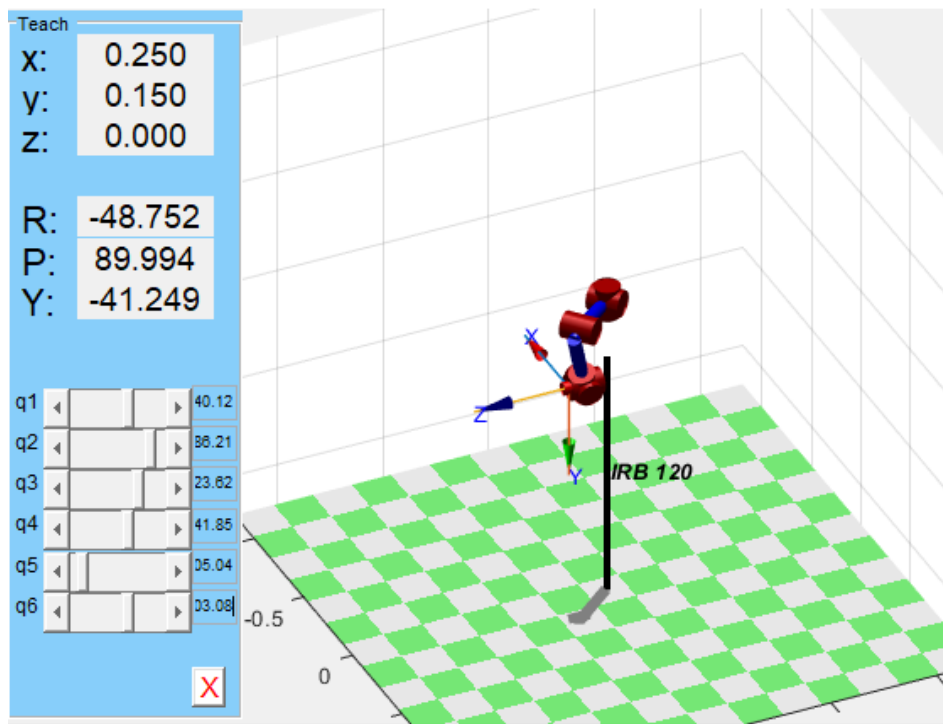 Teach
x: 0.250
y: 0.150
z: 0.000
R: -48.752
P: 89.994
Y: -41.249
q1 40.12
q2 36.21
q3 23.62
q4 41.85
q5 05.04
q6 03.08
X
X
Z
Y
IRB 120
-0.5
0